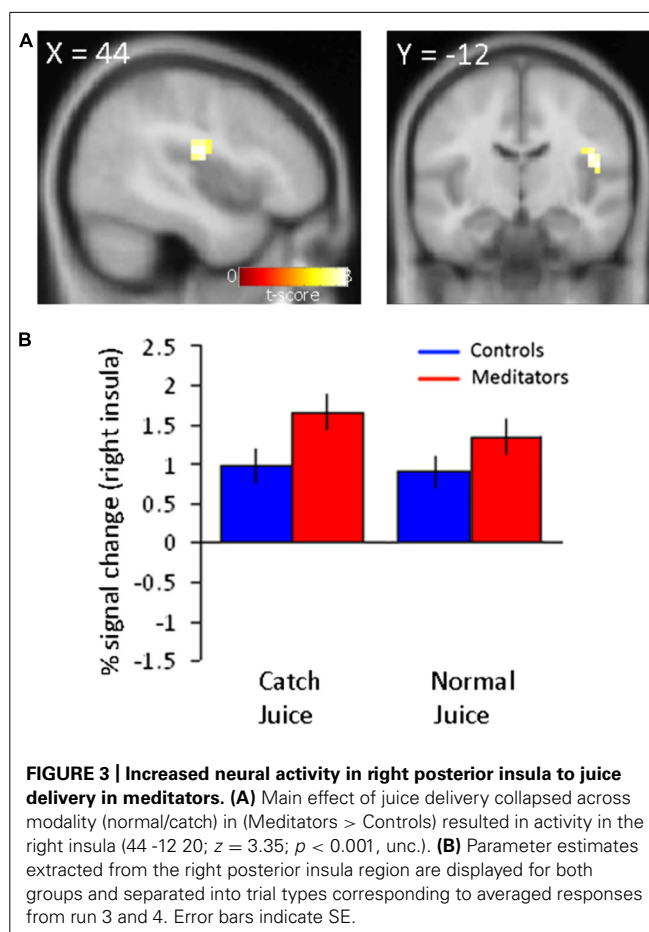 A
X = 44
Y = -12
0
t-score
B
% signal change (right insula)
2.5
2
1.5
1
0.5
0
-0.5
-1
-1.5
Controls
Meditators
Catch
Juice
Normal
Juice
FIGURE 3 | Increased neural activity in right posterior insula to juice
delivery in meditators. (A) Main effect of juice delivery collapsed across
modality (normal/catch) in (Meditators > Controls) resulted in activity in the
right insula (44 -12 20; z = 3.35; p < 0.001, unc.). (B) Parameter estimates
extracted from the right posterior insula region are displayed for both
groups and separated into trial types corresponding to averaged responses
from run 3 and 4. Error bars indicate SE.